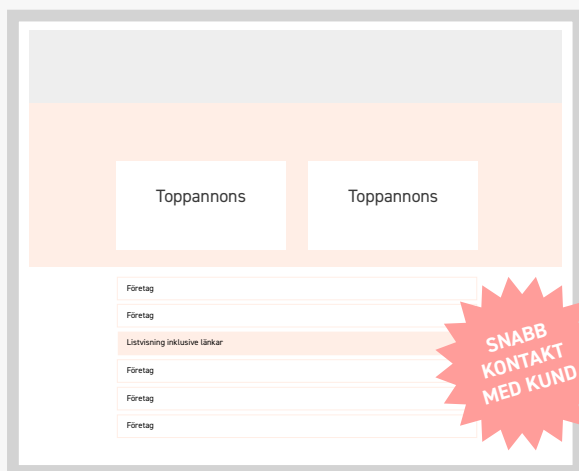 Toppannons
Toppannons
Företag
Företag
Listvisning inklusive länkar
Företag
Företag
Företag
SNABB
KONTAKT
MED KUND